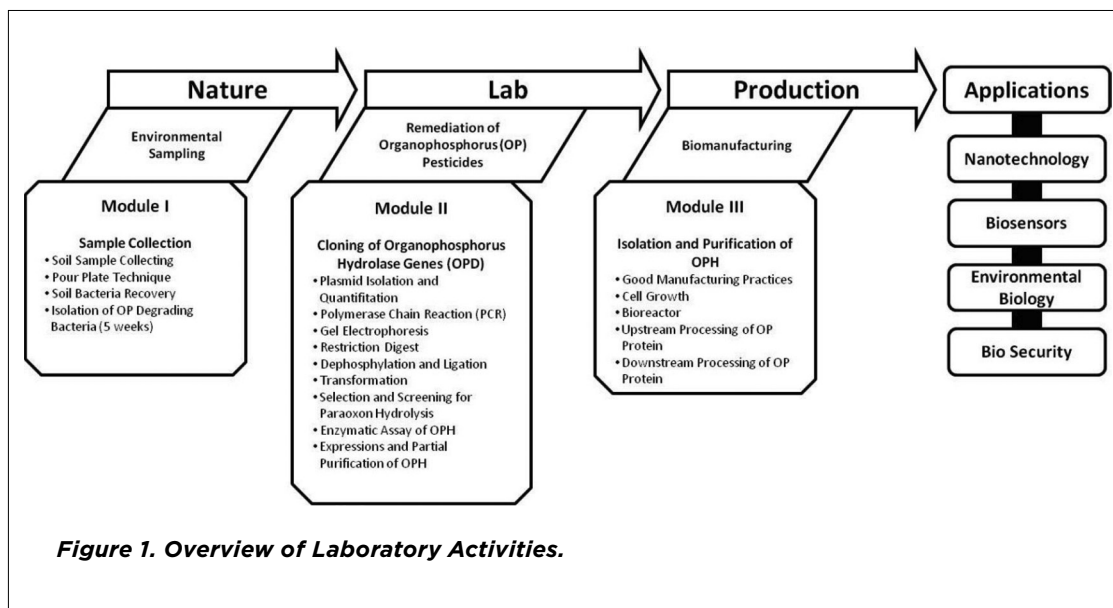 Nature
Lab
Production
Applications
Environmental
Sampling
Remediation of
Organophosphorus (OP)
Pesticides
Biomanufacturing
Nanotechnology
Biosensors
Environmental
Biology
Bio Security
Module I
Sample Collection
• Soil Sample Collecting
• Pour Plate Technique
• Soil Bacteria Recovery
• Isolation of OP Degrading
Bacteria (5 weeks)
Module II
Cloning of Organophosphorus
Hydrolase Genes (OPD)
• Plasmid Isolation and
Quantifitation
• Polymerase Chain Reaction (PCR)
• Gel Electrophoresis
• Restriction Digest
• Dephosphylation and Ligation
• Transformation
• Selection and Screening for
Paraoxon Hydrolysis
• Enzymatic Assay of OPH
• Expressions and Partial
Purification of OPH
Module III
Isolation and Purification of
OPH
• Good Manufacturing Practices
• Cell Growth
• Bioreactor
• Upstream Processing of OP
Protein
• Downstream Processing of OP
Protein
Figure 1. Overview of Laboratory Activities.